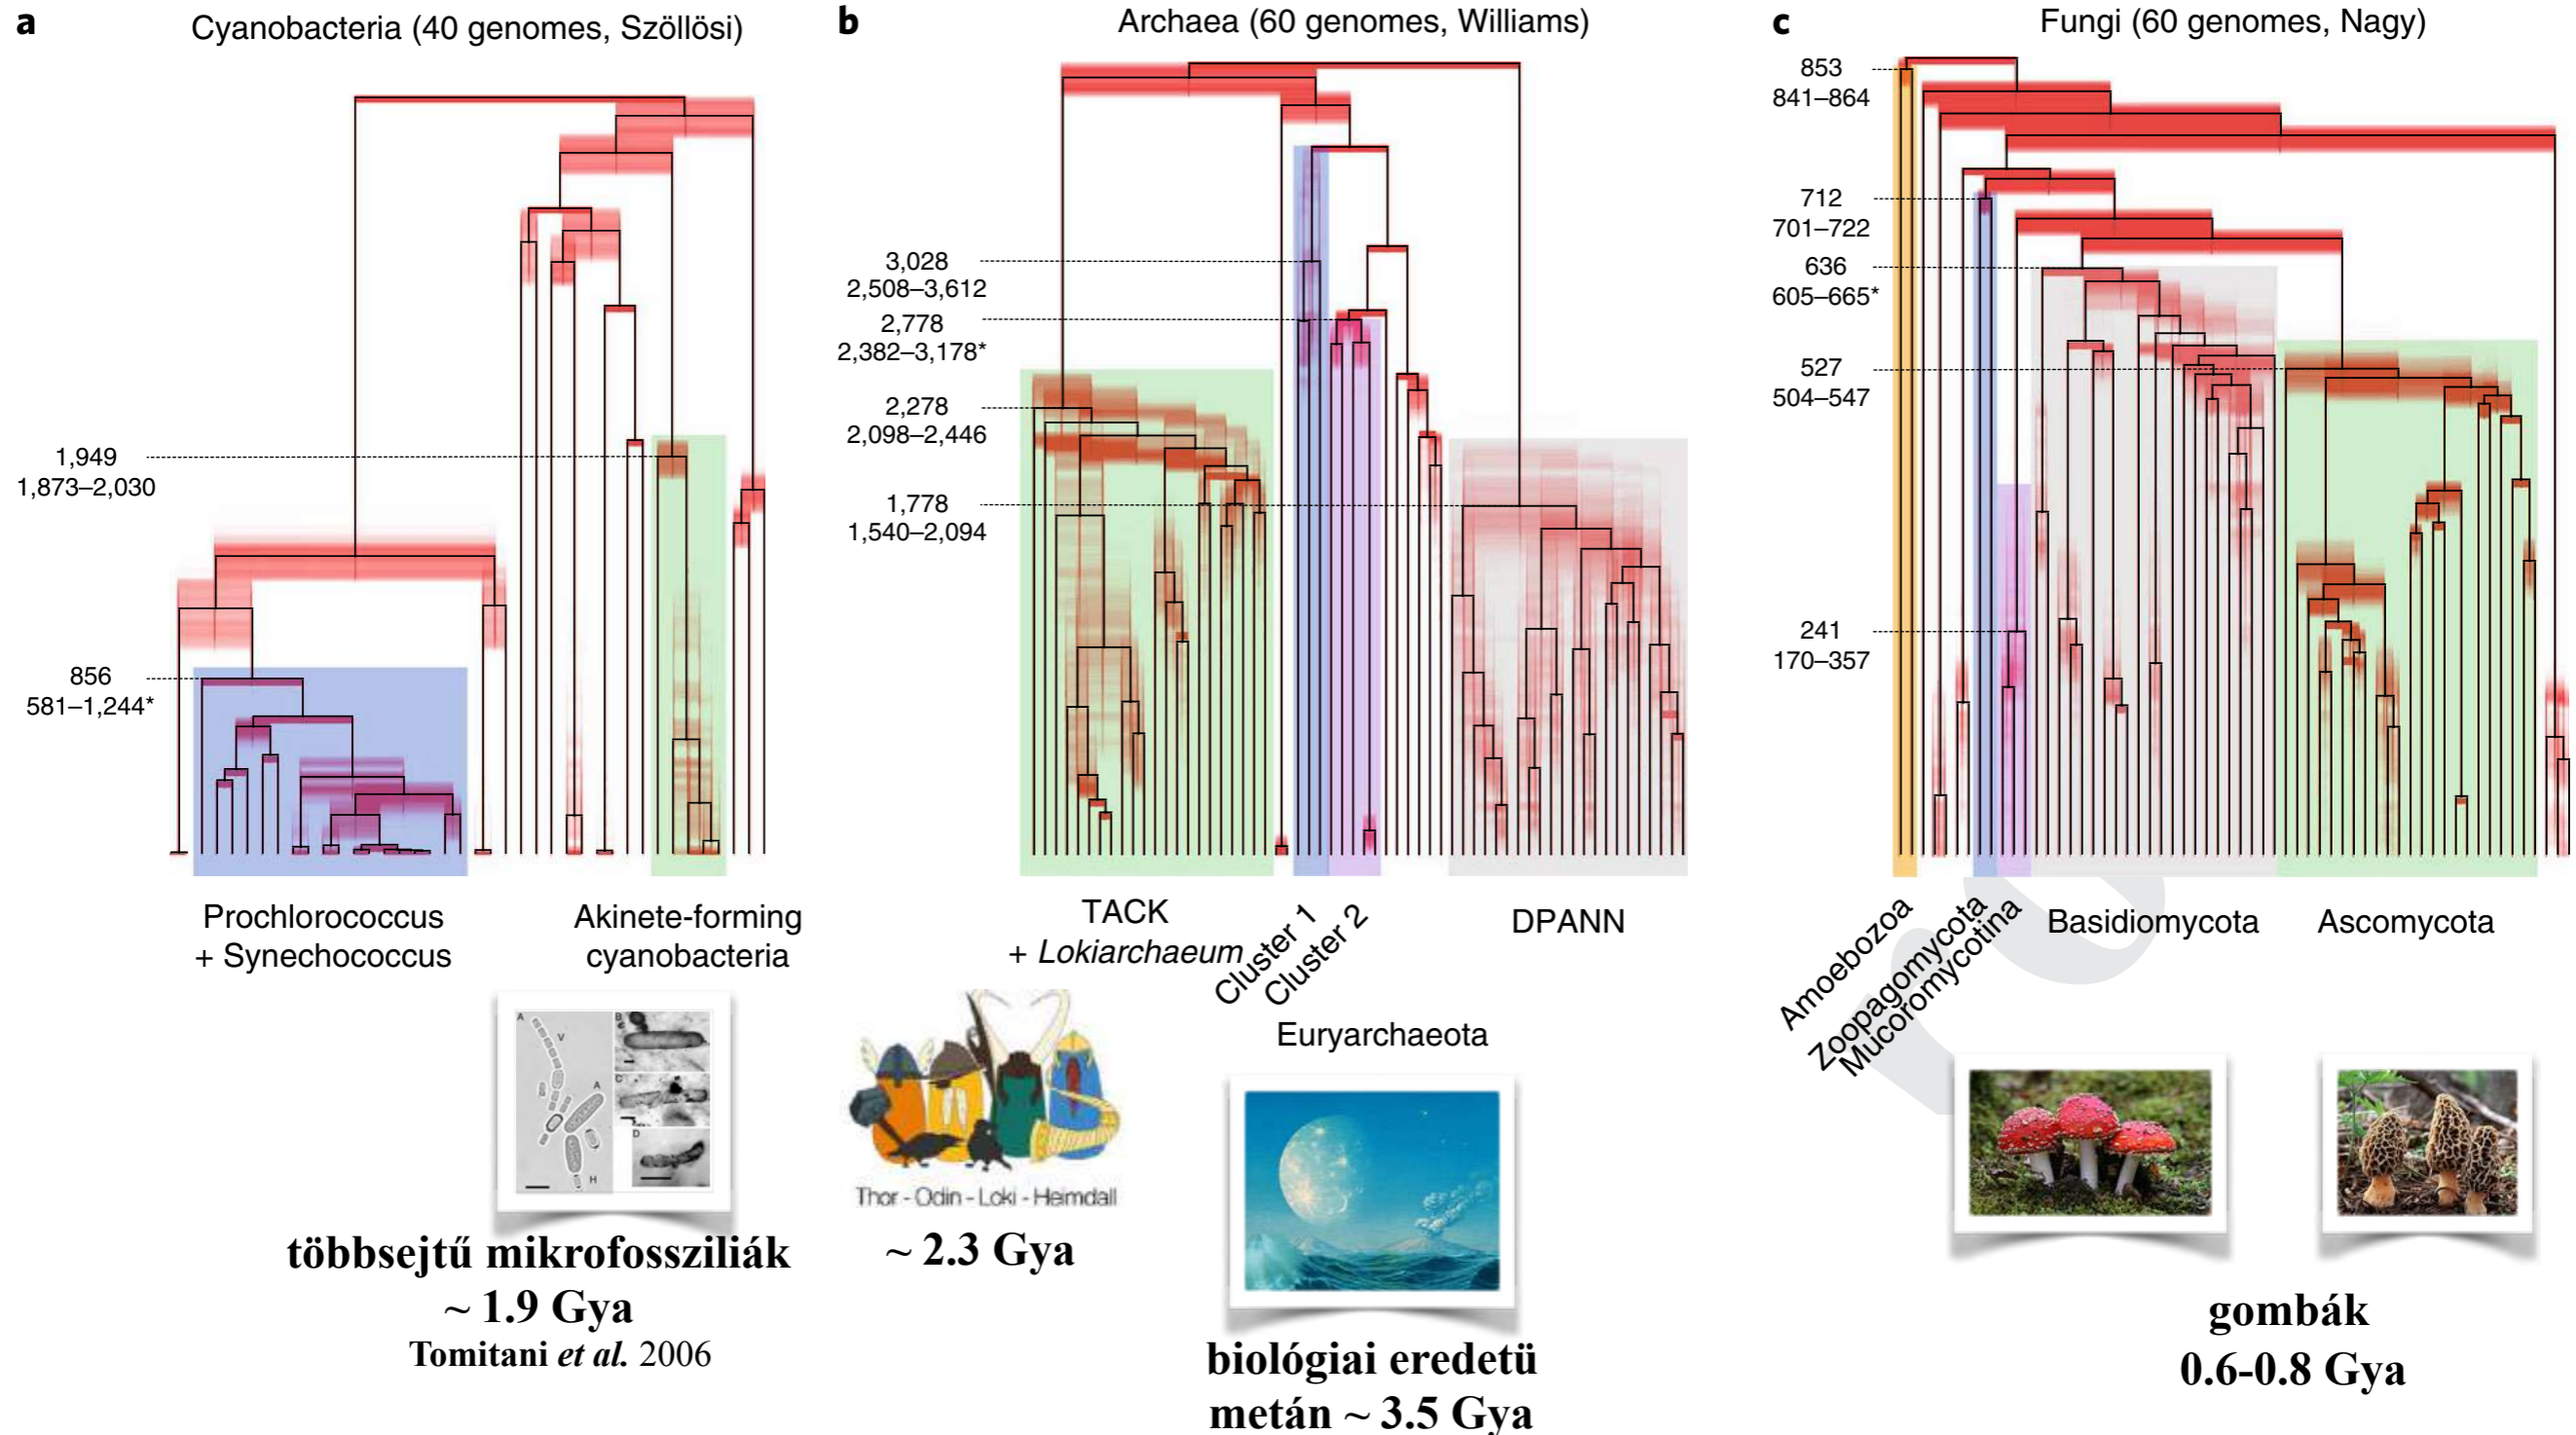 a
Cyanobacteria (40 genomes, Szöllösi)
1,949
1,873–2,030
856
581–1,244*
Prochlorococcus
+ Synechococcus
Akinete-forming
cyanobacteria
A
V
A
H
B
C
D
többsejtű mikrofossziliák
~ 1.9 Gya
Tomitani et al. 2006
b
Archaea (60 genomes, Williams)
3,028
2,508–3,612
2,778
2,382–3,178*
2,278
2,098–2,446
1,778
1,540–2,094
TACK
+ Lokiarchaeum
Cluster 1
Cluster 2
DPANN
Euryarchaeota
Thor - Odin - Loki - Heimdall
~ 2.3 Gya
biológiai eredetü
metán ~ 3.5 Gya
c
Fungi (60 genomes, Nagy)
853
841–864
712
701–722
636
605–665*
527
504–547
241
170–357
Amoebozoa
Zoopagomycota
Mucoromycotina
Basidiomycota
Ascomycota
gombák
0.6-0.8 Gya